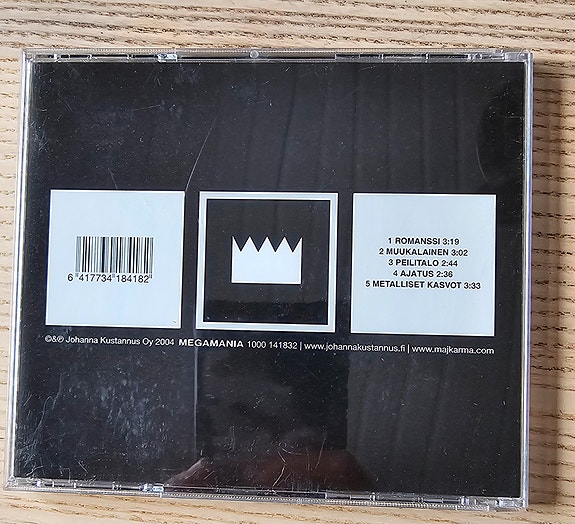 6 417734 184182
1 ROMANSSI 3:19
2 MUUKALAINEN 3:02
3 PEILITALO 2:44
4 AJATUS 2:36
5 METALLISET KASVOT 3:33
©&℗ Johanna Kustannus Oy 2004 MEGAMANIA 1000 141832 | www.johannakustannus.fi | www.majkarma.com